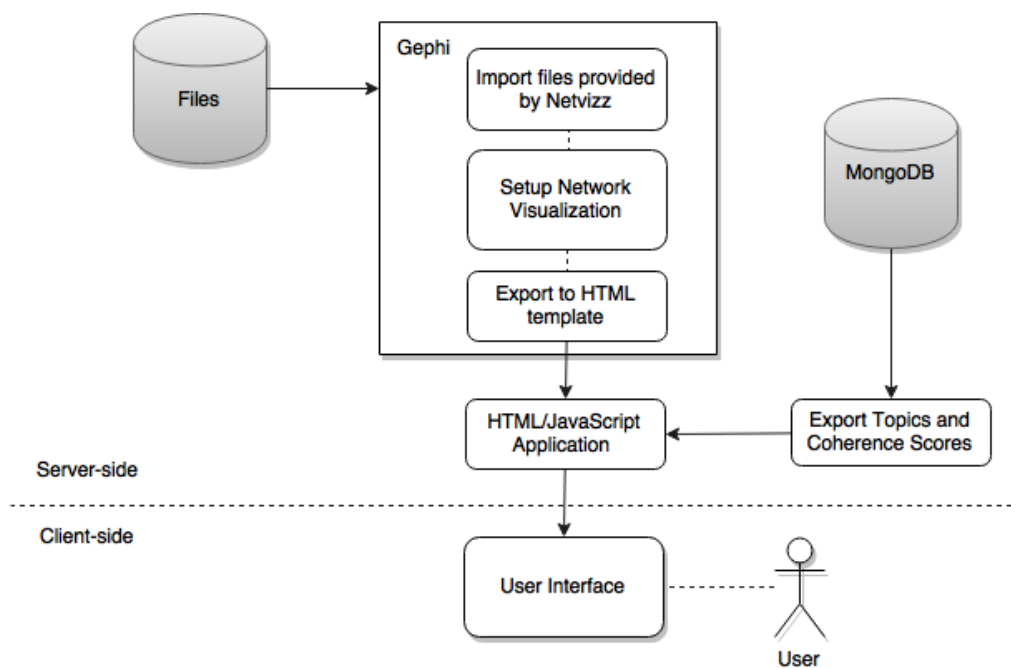 Gephi
Files
Import files provided
by Netvizz
Setup Network
Visualization
Export to HTML
template
MongoDB
HTML/JavaScript
Application
Export Topics and
Coherence Scores
Server-side
Client-side
User Interface
User